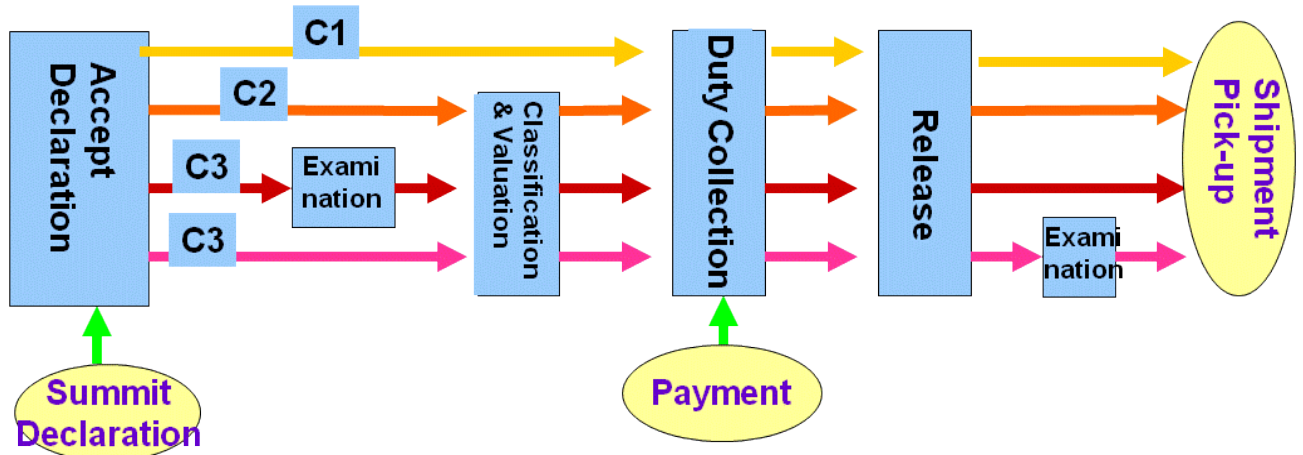 Accept
Declaration
C1
C2
C3
Exami
nation
C3
Classification
& Valuation
Duty Collection
Release
Exami
nation
Shipment
Pick-up
Summit
Declaration
Payment